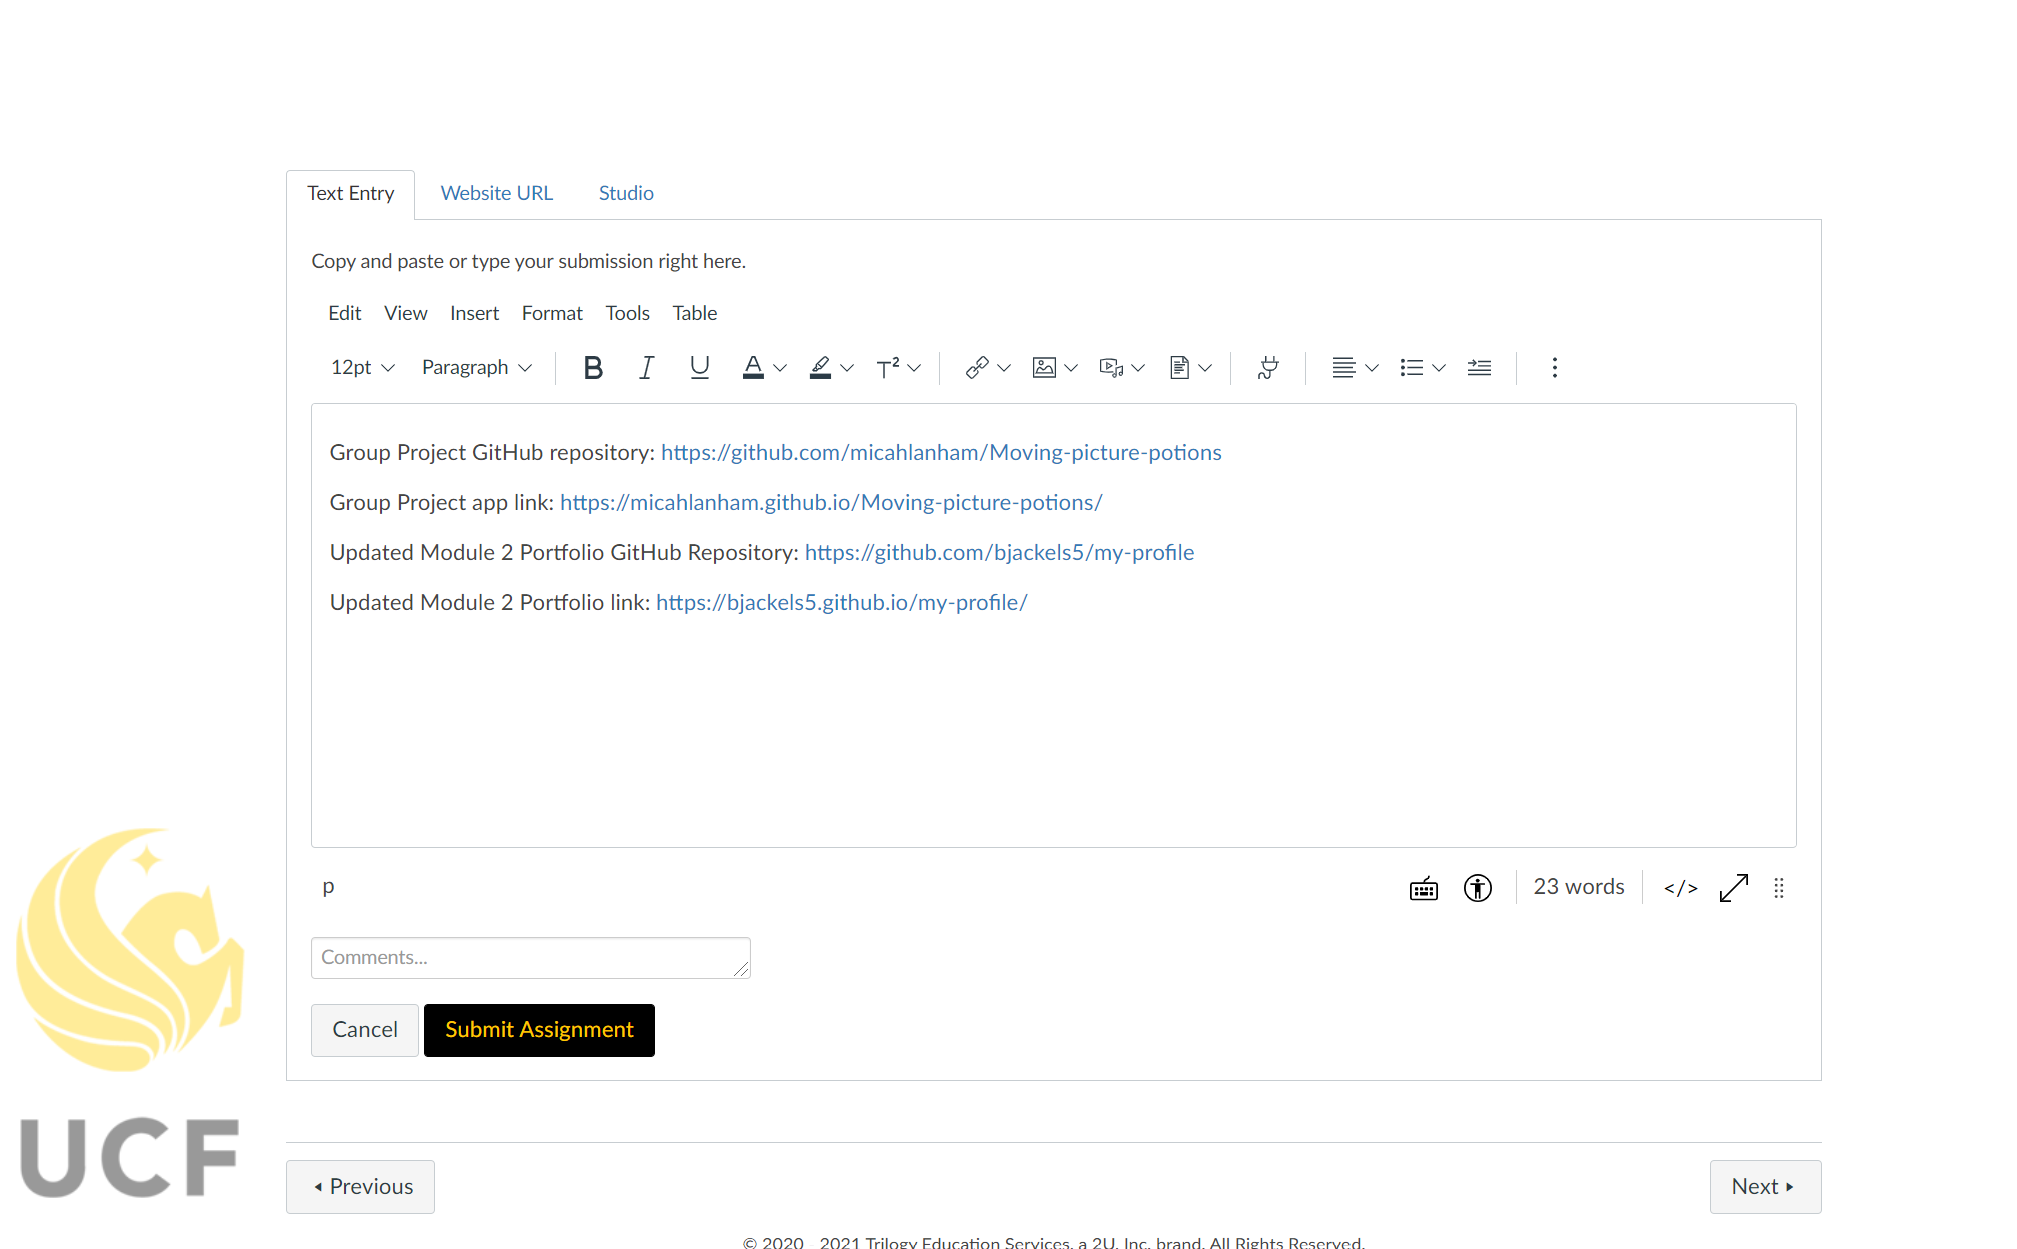 Text Entry Website URL Studio
Copy and paste or type your submission right here.
Edit View Insert Format Tools Table
12pt Paragraph B I U A T²
Group Project GitHub repository: https://github.com/micahlanham/Moving-picture-potions
Group Project app link: https://micahlanham.github.io/Moving-picture-potions/
Updated Module 2 Portfolio GitHub Repository: https://github.com/bjackels5/my-profile
Updated Module 2 Portfolio link: https://bjackels5.github.io/my-profile/
p 23 words </>
Comments...
Cancel Submit Assignment
UCF
Previous Next
© 2020 2021 Trilogy Education Services, a 2U, Inc. brand. All Rights Reserved.